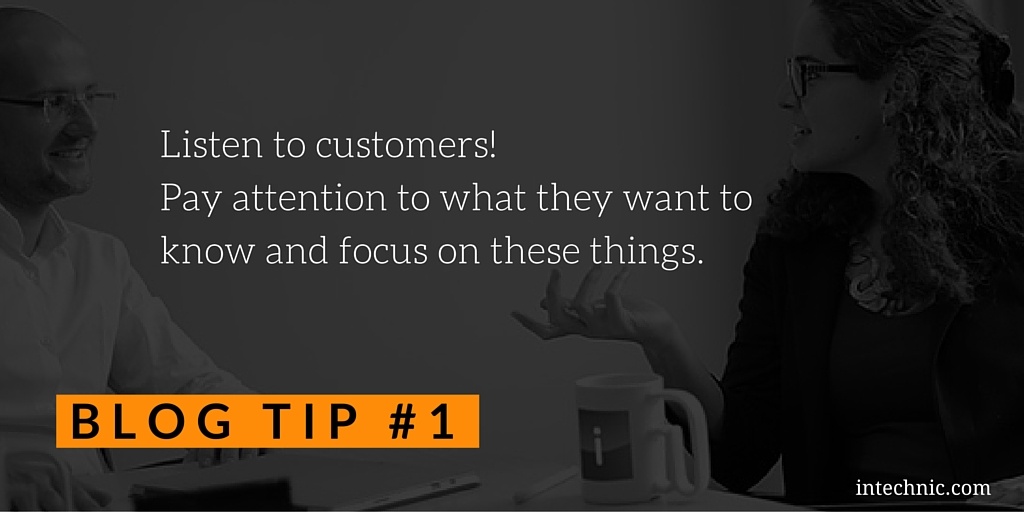 Listen to customers!
Pay attention to what they want to
know and focus on these things.
BLOG TIP #1
i
intechnic.com